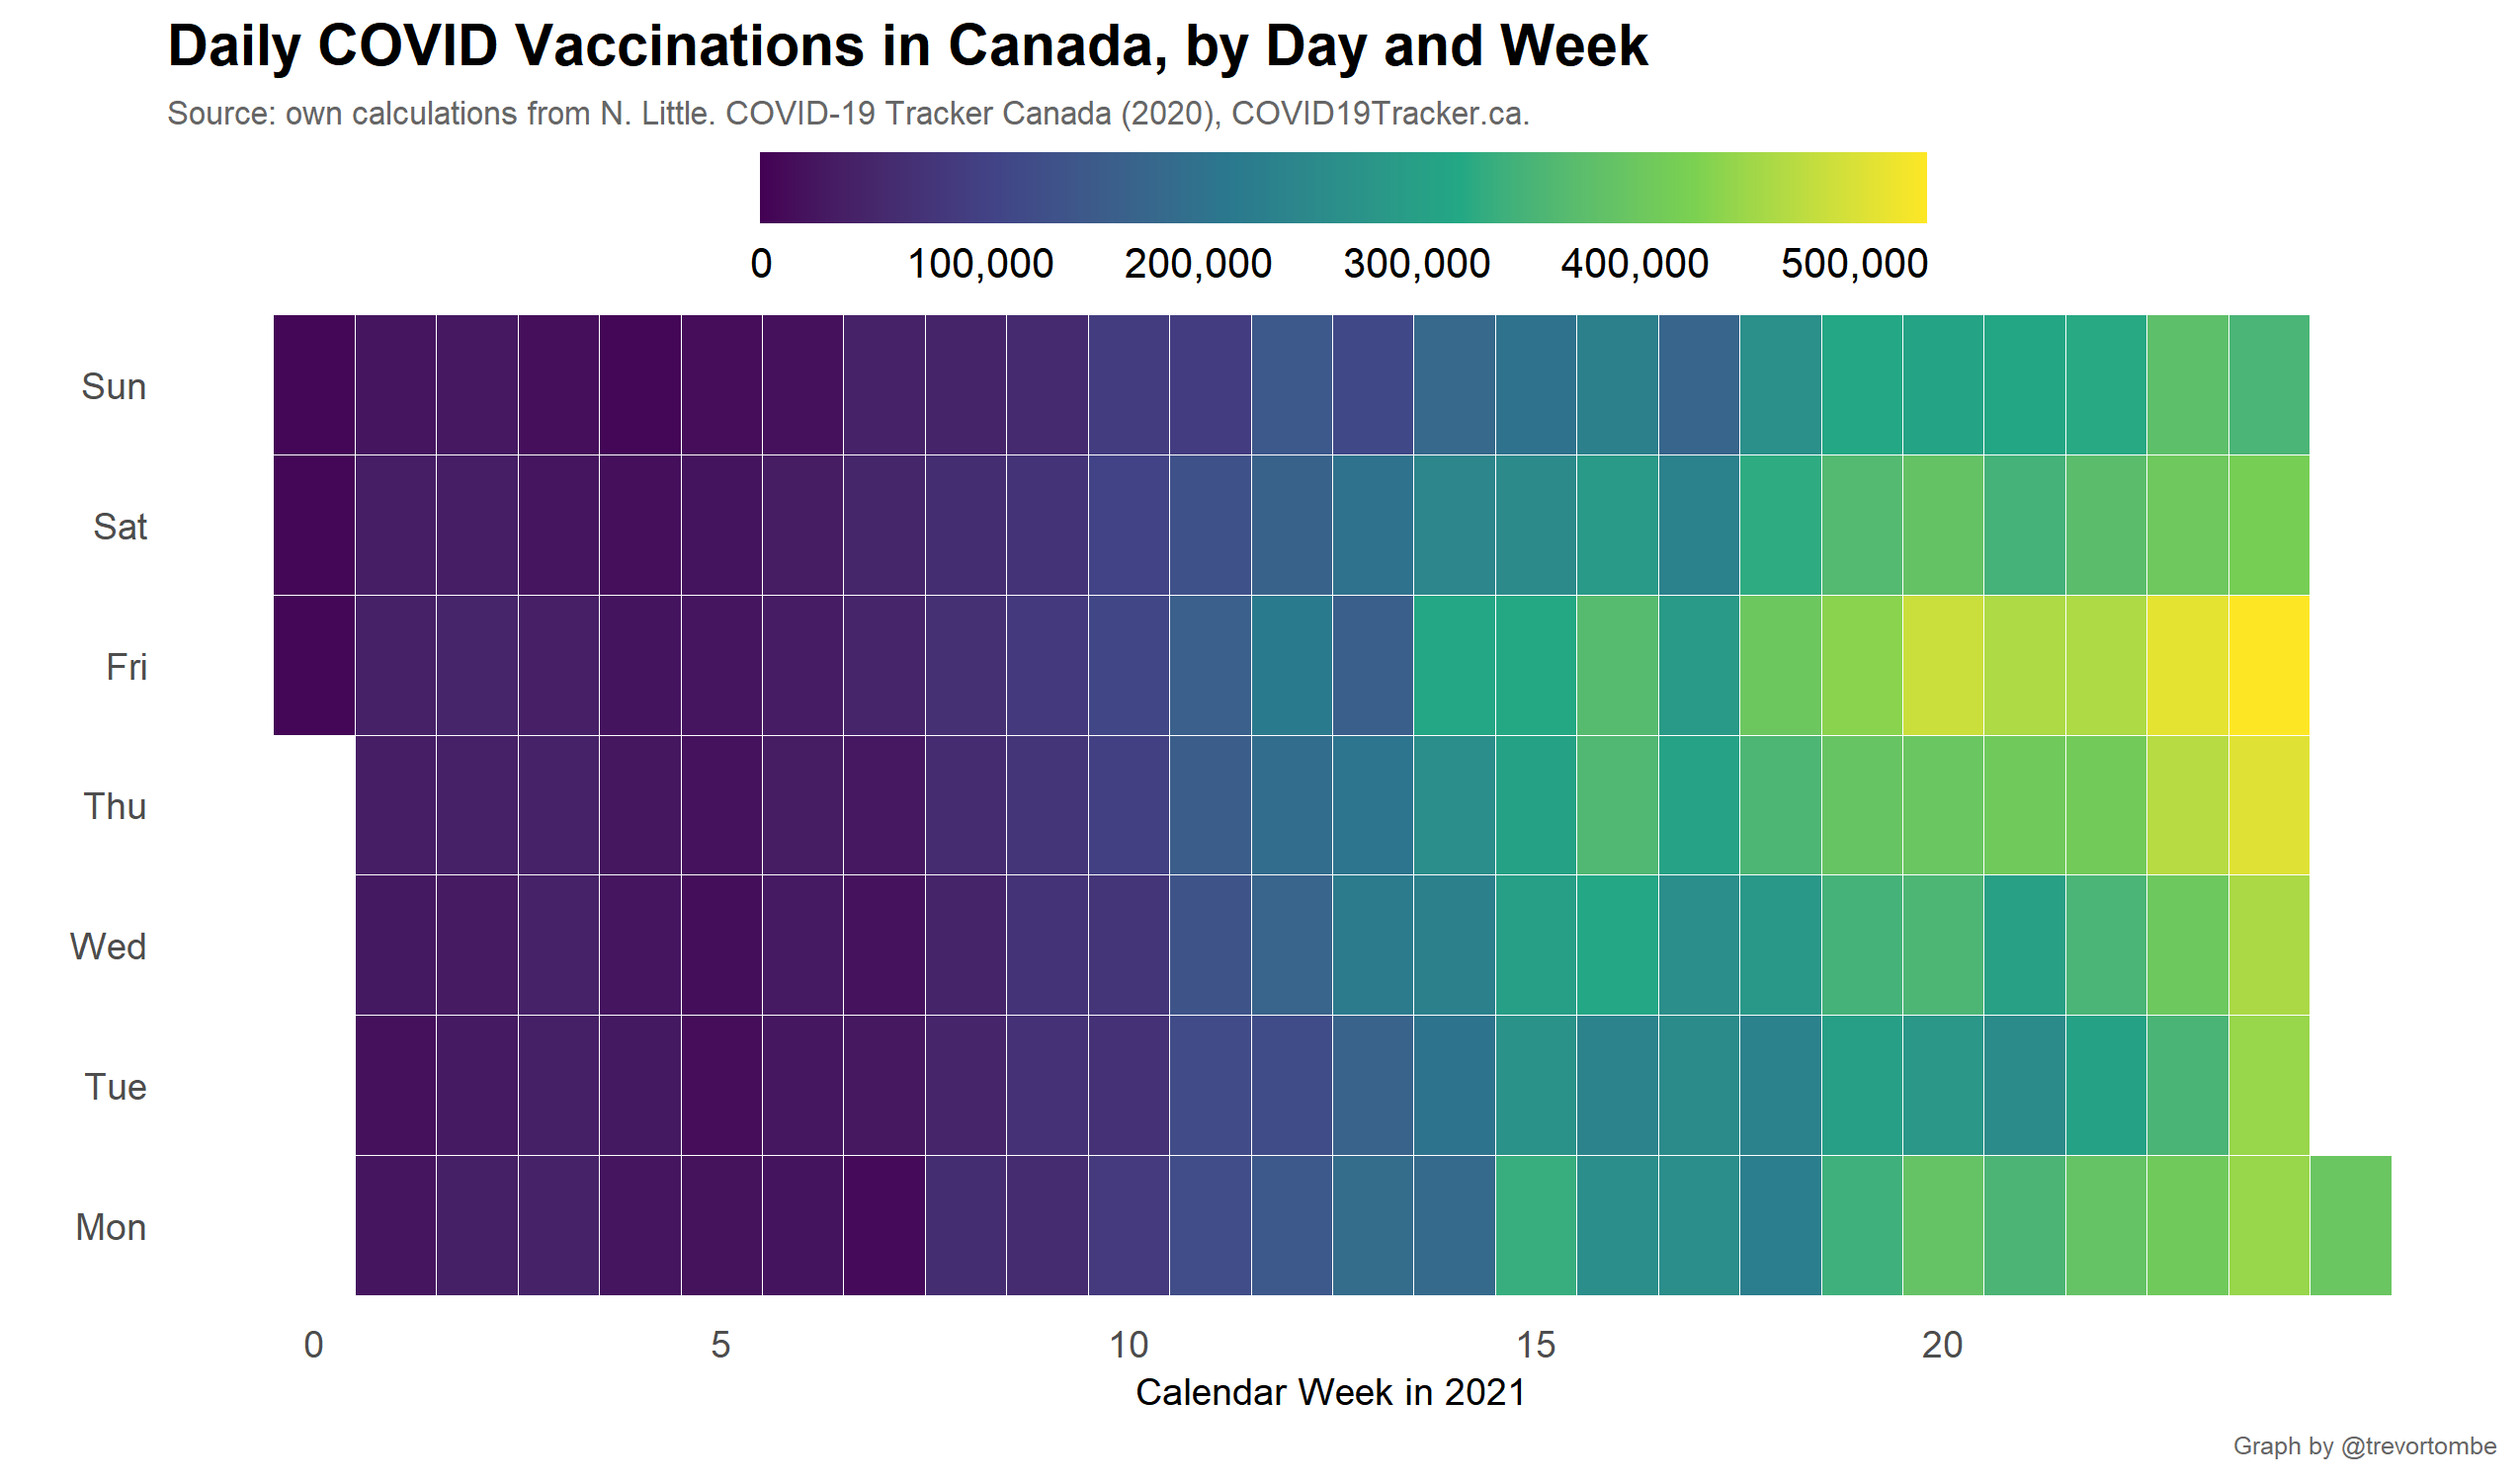 Daily COVID Vaccinations in Canada, by Day and Week
Source: own calculations from N. Little. COVID-19 Tracker Canada (2020), COVID19Tracker.ca.
0 100,000 200,000 300,000 400,000 500,000
Sun
Sat
Fri
Thu
Wed
Tue
Mon
0 5 10 15 20
Calendar Week in 2021
Graph by @trevortombe